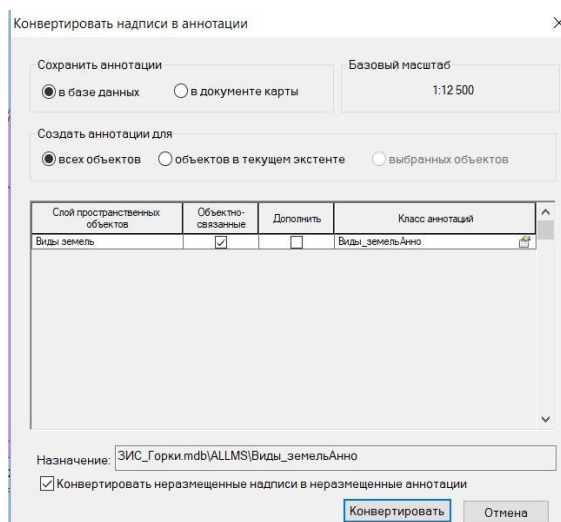 Конвертировать надписи в аннотации
Сохранить аннотации
Базовый масштаб
в базе данных
в документе карты
1:12 500
Создать аннотации для
всех объектов
объектов в текущем экстенте
выбранных объектов
Слой пространственных объектов
Объектно-связанные
Дополнить
Класс аннотаций
Виды земель
Виды_земельАнно
Назначение:
ЗИС_Горки.mdb\ALLMS\Виды_земельАнно
Конвертировать неразмещенные надписи в неразмещенные аннотации
Конвертировать
Отмена